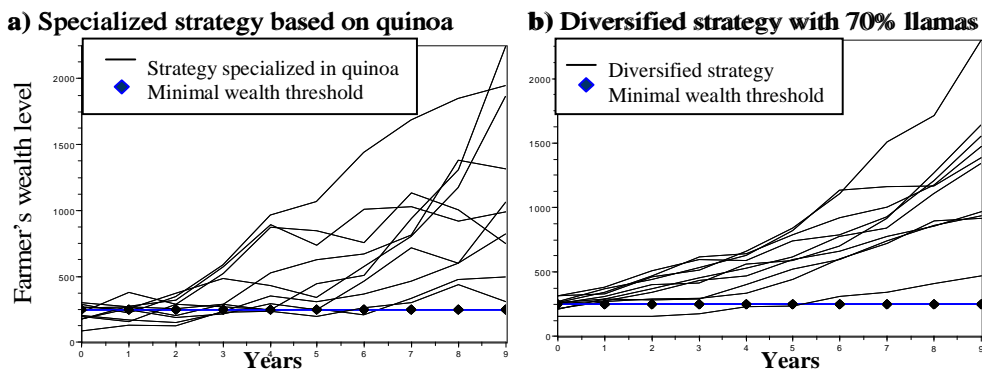 a) Specialized strategy based on quinoa
Strategy specialized in quinoa
Minimal wealth threshold
Farmer's wealth level
2000
1500
1000
500
0
0 1 2 3 4 5 6 7 8 9
Years
b) Diversified strategy with 70% llamas
Diversified strategy
Minimal wealth threshold
2000
1500
1000
500
0
0 1 2 3 4 5 6 7 8 9
Years